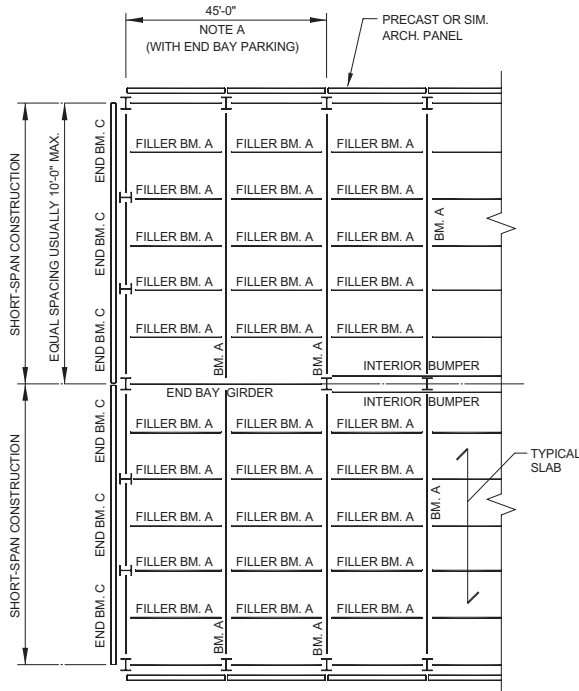 45'-0"
NOTE A
(WITH END BAY PARKING)
PRECAST OR SIM.
ARCH. PANEL
SHORT-SPAN CONSTRUCTION
EQUAL SPACING USUALLY 10'-0" MAX.
END BM. C
FILLER BM. A FILLER BM. A FILLER BM. A
FILLER BM. A FILLER BM. A FILLER BM. A
END BM. C
BM. A
FILLER BM. A FILLER BM. A FILLER BM. A
FILLER BM. A FILLER BM. A FILLER BM. A
END BM. C
FILLER BM. A FILLER BM. A FILLER BM. A
BM. A
BM. A
INTERIOR BUMPER
END BAY GIRDER
INTERIOR BUMPER
SHORT-SPAN CONSTRUCTION
END BM. C
FILLER BM. A FILLER BM. A FILLER BM. A
TYPICAL
SLAB
FILLER BM. A FILLER BM. A FILLER BM. A
END BM. C
BM. A
FILLER BM. A FILLER BM. A FILLER BM. A
FILLER BM. A FILLER BM. A FILLER BM. A
END BM. C
FILLER BM. A FILLER BM. A FILLER BM. A
BM. A
BM. A